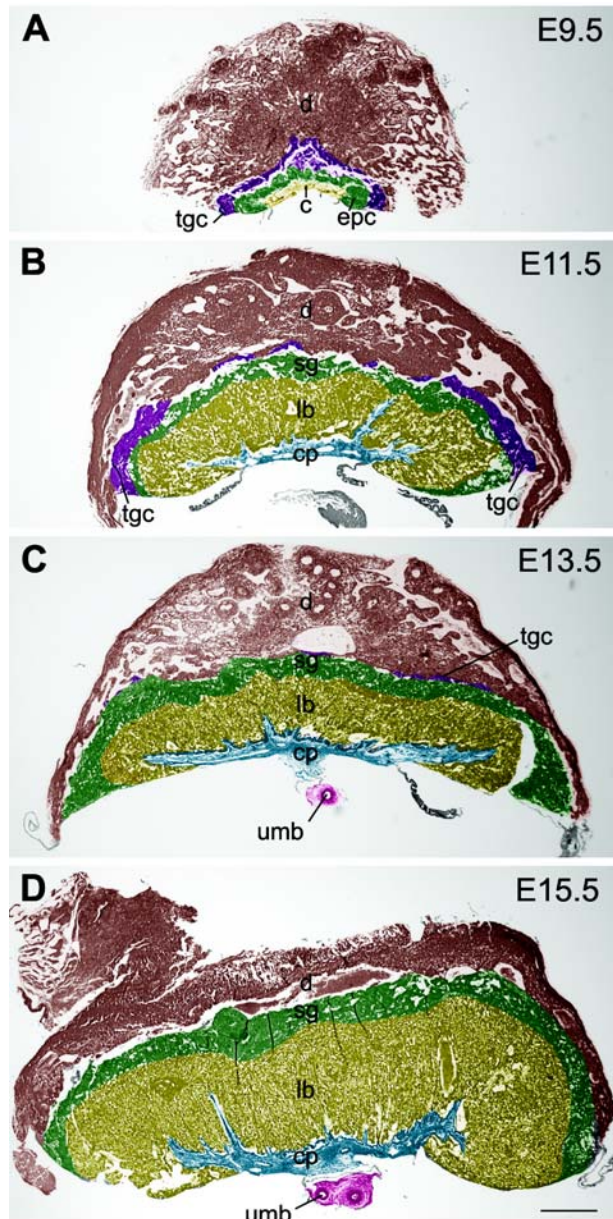 A E9.5
d
tgc c epc
B E11.5
d
sg
lb
cp
tgc tgc
C E13.5
d
tgc
sg
lb
cp
umb
D E15.5
d
sg
lb
cp
umb